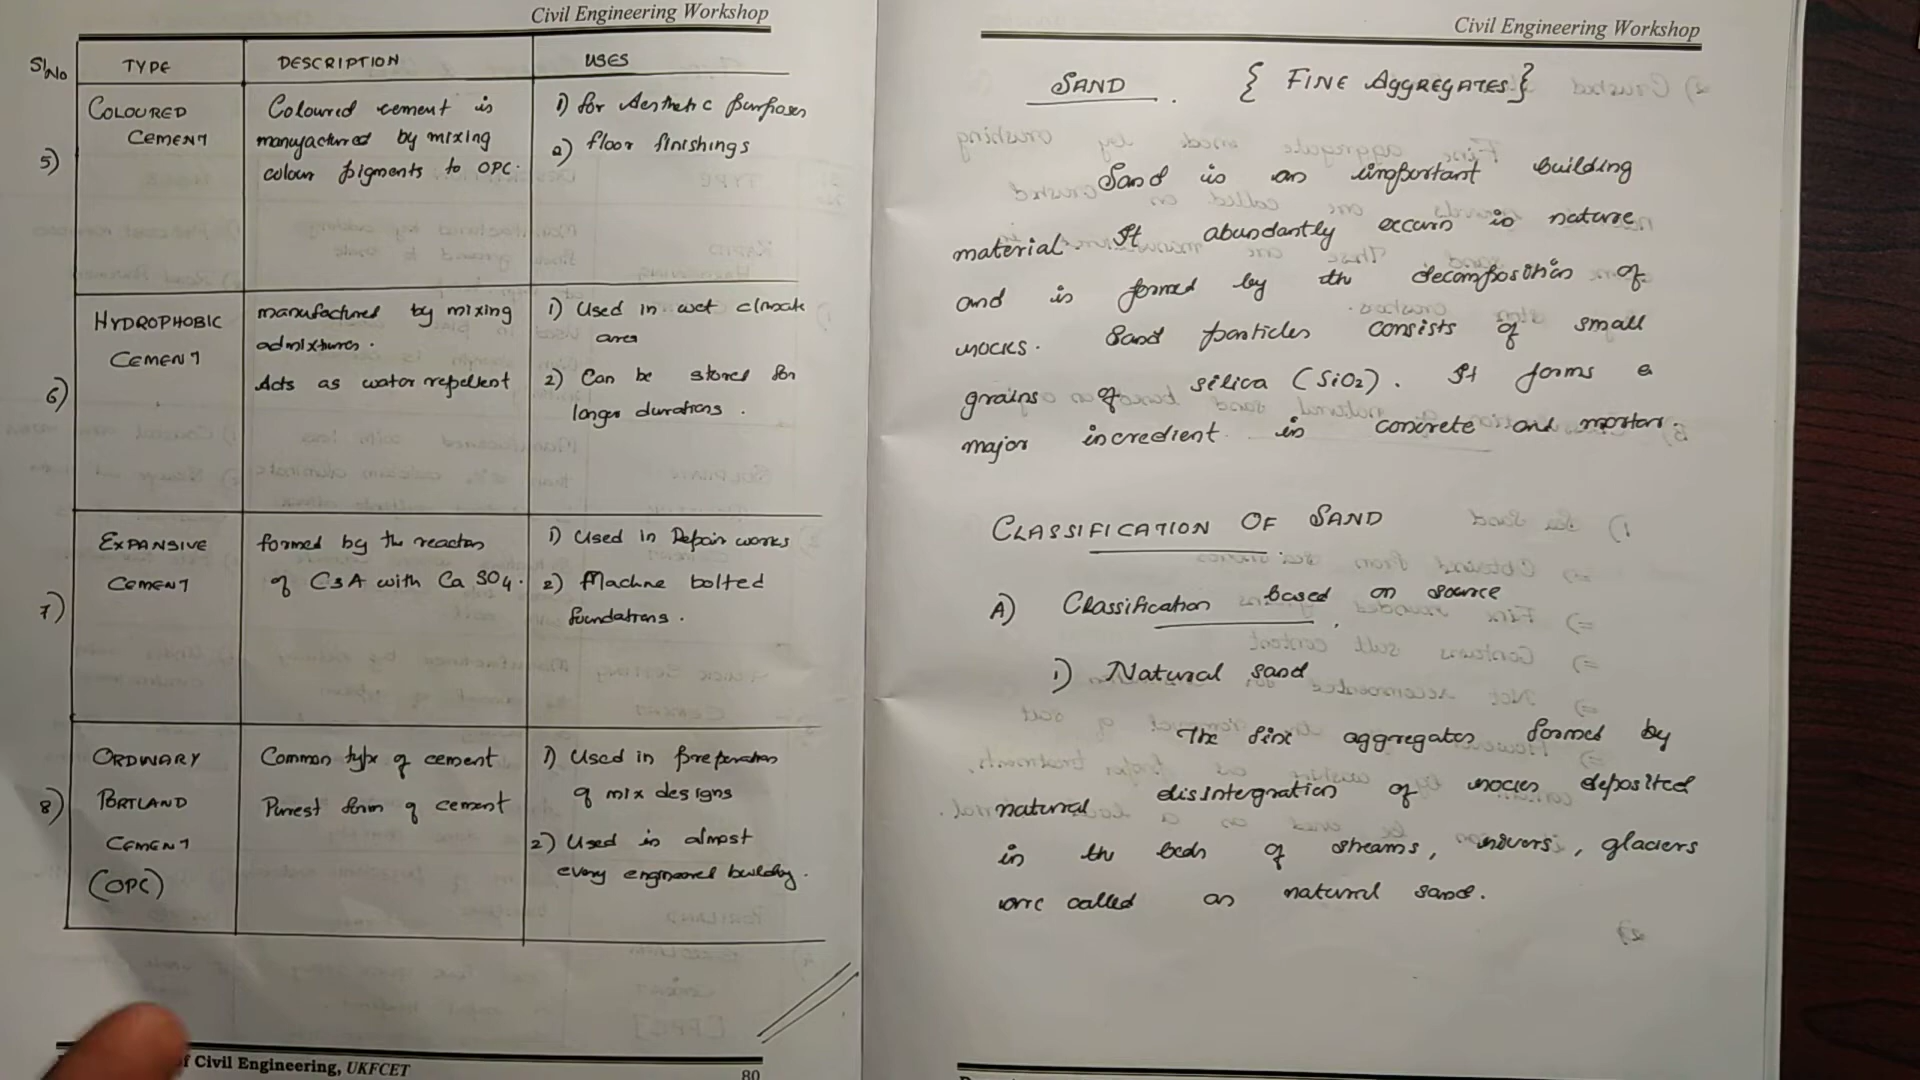 Civil Engineering Workshop
Sl No TYPE DESCRIPTION USES
5)
COLOURED
CEMENT
Coloured cement is
manufactured by mixing
colour pigments to OPC.
1) for Aesthetic purposes
2) floor finishings
6)
HYDROPHOBIC
CEMENT
manufactured by mixing
admixtures.
Acts as water repellent
1) Used in wet climate
area
2) Can be stored for
longer durations.
7)
EXPANSIVE
CEMENT
formed by the reaction
of C3A with Ca SO4.
1) Used in Repair works
2) Machine bolted
foundations.
8)
ORDINARY
PORTLAND
CEMENT
(OPC)
Common type of cement
Purest form of cement
1) Used in preparation
of mix designs
2) Used in almost
every engineered building.
f Civil Engineering, UKFCET
80
Civil Engineering Workshop
SAND. { FINE AGGREGATES }
Sand is an important building
material. It abundantly occurs in nature
and is formed by the decomposition of
rocks. Sand particles consists of small
grains of silica (SiO2). It forms a
major incredient in concrete and mortar.
CLASSIFICATION OF SAND
A) Classification based on source
1) Natural sand
The fine aggregates formed by
natural disintegration of rocks deposited
in the beds of streams, rivers, glaciers
are called as natural sand.